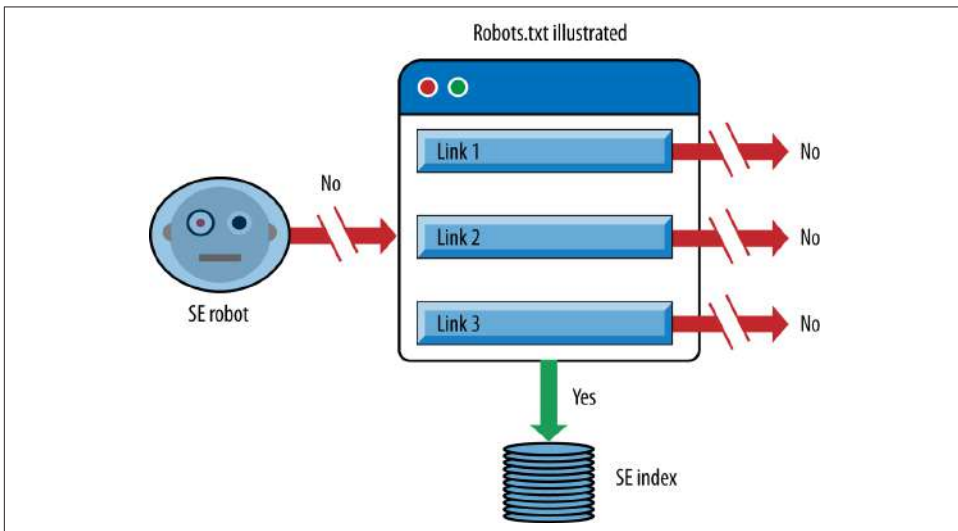 Robots.txt illustrated
Link 1
No
No
Link 2
No
SE robot
Link 3
No
Yes
SE index